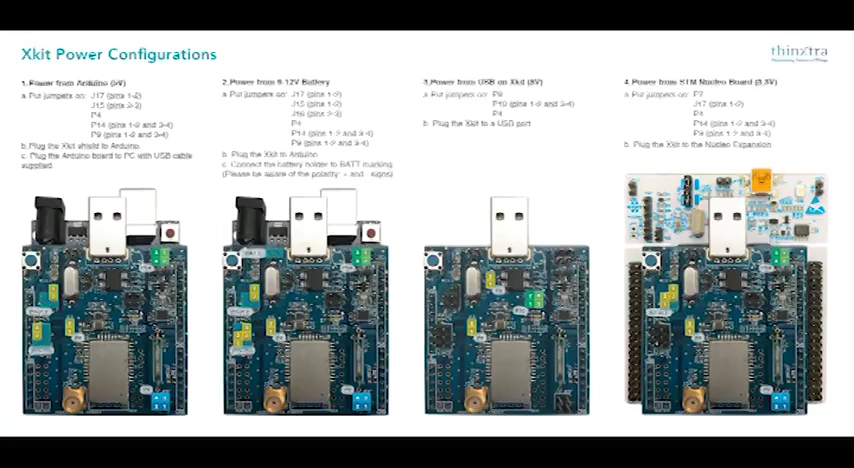 Xkit Power Configurations
thinxtra
1. Power from Arduino (5V)
a. Put jumpers on: J17 (pins 1-2)
P4
P14 (pins 1-2 and 3-4)
P9 (pins 1-2 and 3-4)
b. Plug the Xkit shield to Arduino.
c. Plug the Arduino board to PC with USB cable
supplied.
2. Power from 9-12V Battery
a. Put jumpers on: J17 (pins 1-2)
J15 (pins 1-2)
J16 (pins 2-3)
P4
P14 (pins 1-2 and 3-4)
P9 (pins 1-2 and 3-4)
b. Plug the Xkit to Arduino
c. Connect the battery holder to BATT marking
(Please be aware of the polarity + and - signs)
3. Power from USB on Xkit (5V)
a. Put jumpers on:
P10 (pins 1-2 and 3-4)
P4
b. Plug the Xkit to a USB port
4. Power from STM Nucleo Board (3.3V)
a. Put jumpers on: P7
J17 (pins 1-2)
P4
P14 (pins 1-2 and 3-4)
P9 (pins 1-2 and 3-4)
b. Plug the Xkit to the Nucleo Expansion